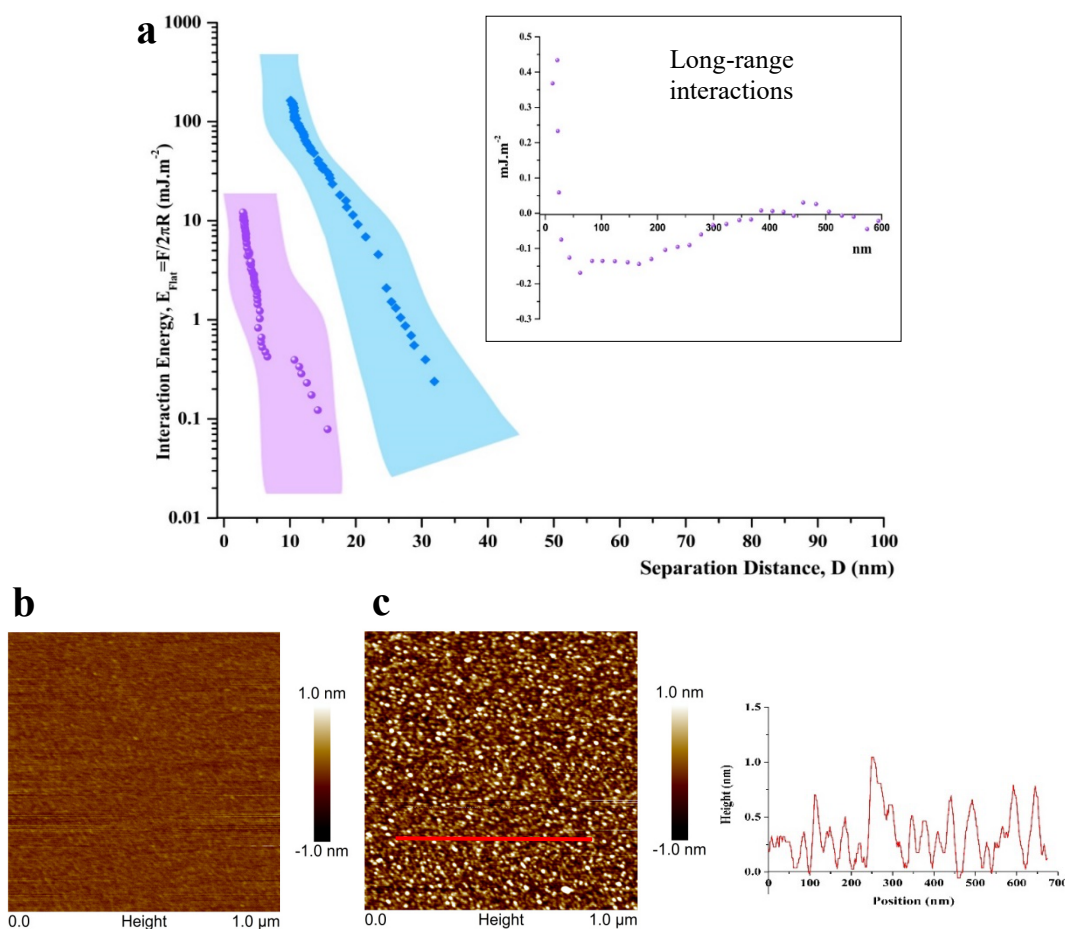 a
Interaction Energy, E_Flat=F/2πR (mJ.m⁻²)
1000
100
10
1
0.1
0.01
0 10 20 30 40 50 60 70 80 90 100
Separation Distance, D (nm)
Long-range
interactions
mJ.m⁻²
0.5
0.4
0.3
0.2
0.1
0.0
-0.1
-0.2
-0.3
0 100 200 300 400 500 600
nm
b
1.0 nm
-1.0 nm
0.0 Height 1.0 µm
c
1.0 nm
-1.0 nm
0.0 Height 1.0 µm
Height (nm)
1.5
1.0
0.5
0.0
0 100 200 300 400 500 600 700
Position (nm)